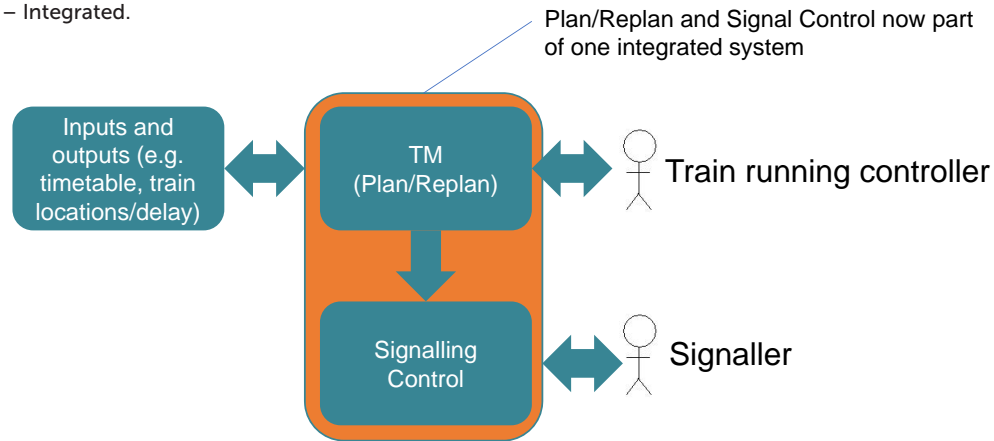 – Integrated.
Plan/Replan and Signal Control now part
of one integrated system
Inputs and
outputs (e.g.
timetable, train
locations/delay)
TM
(Plan/Replan)
Train running controller
Signalling
Control
Signaller